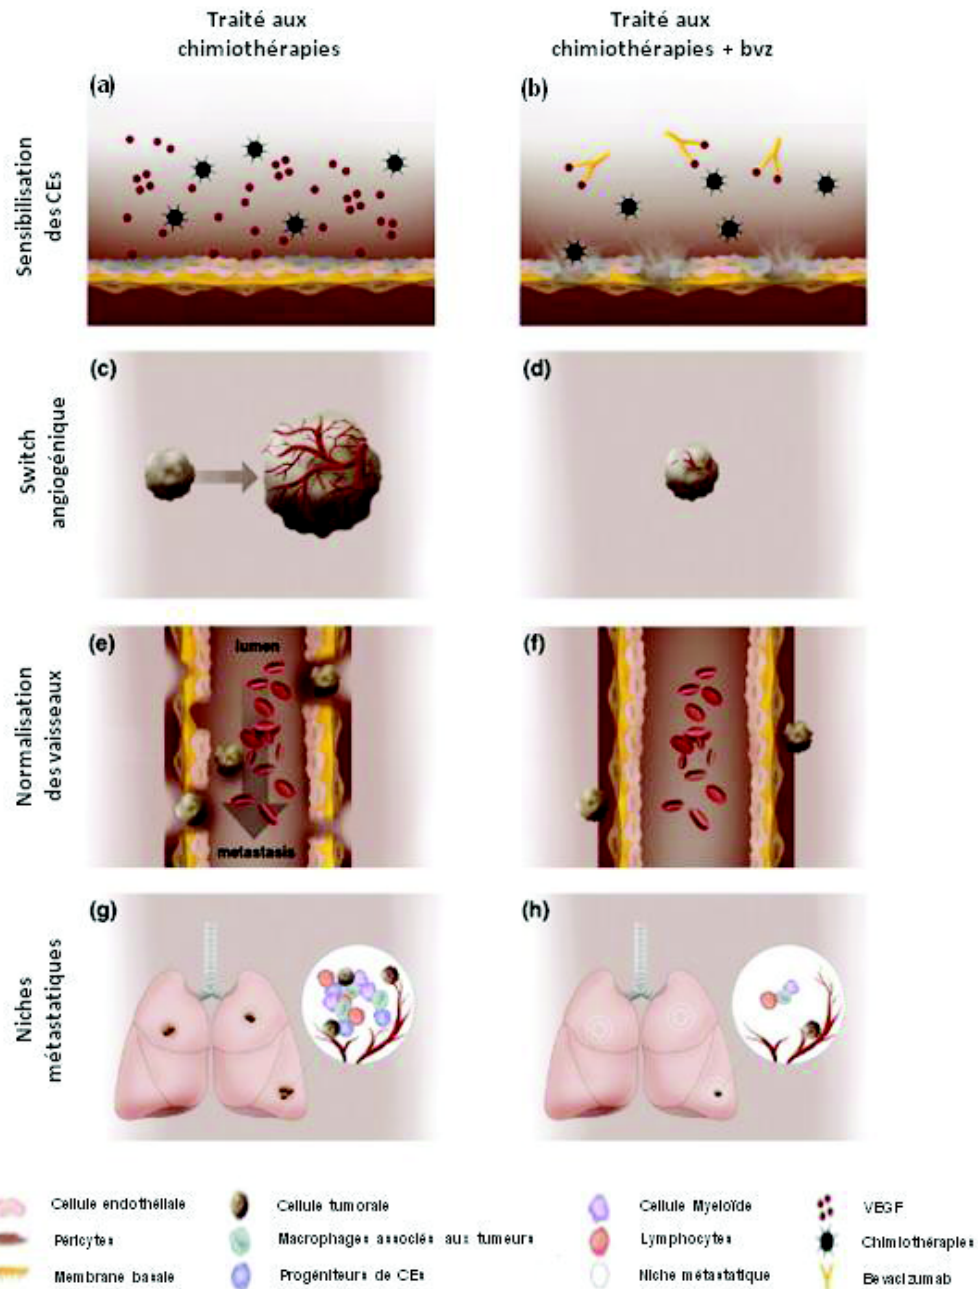 Traité aux
chimiothérapies
Traité aux
chimiothérapies + bvz
Sensibilisation
des CEs
(a)
(b)
Switch
angiogénique
(c)
(d)
Normalisation
des vaisseaux
(e)
lumen
metastasis
(f)
Niches
métastatiques
(g)
(h)
Cellule endothéliale
Cellule tumorale
Cellule Myeloïde
VEGF
Péricytes
Macrophages associés aux tumeurs
Lymphocytes
Chimiothérapies
Membrane basale
Progéniteurs de CEs
Niche métastatique
Bevacizumab